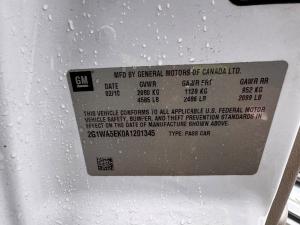 GM
MFD BY GENERAL MOTORS OF CANADA LTD.
DATE GVWR GAWR FRT GAWR RR
02/10 2080 KG 1128 KG 952 KG
4585 LB 2486 LB 2099 LB
THIS VEHICLE CONFORMS TO ALL APPLICABLE U.S. FEDERAL MOTOR
VEHICLE SAFETY, BUMPER, AND THEFT PREVENTION STANDARDS IN
EFFECT ON THE DATE OF MANUFACTURE SHOWN ABOVE.
2G1WA5EK0A1201345 TYPE: PASS CAR